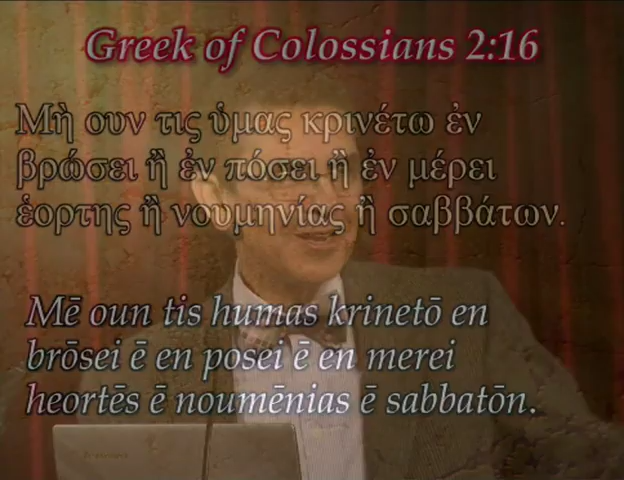 Greek of Colossians 2:16
Μὴ ουν τις ὑμας κρινέτω ἐν
βρώσει ἢ ἐν πόσει ἢ ἐν μέρει
ἑορτης ἢ νουμηνίας ἢ σαββάτων.
Mē oun tis humas krinetō en
brōsei ē en posei ē en merei
heortēs ē noumēnias ē sabbatōn.